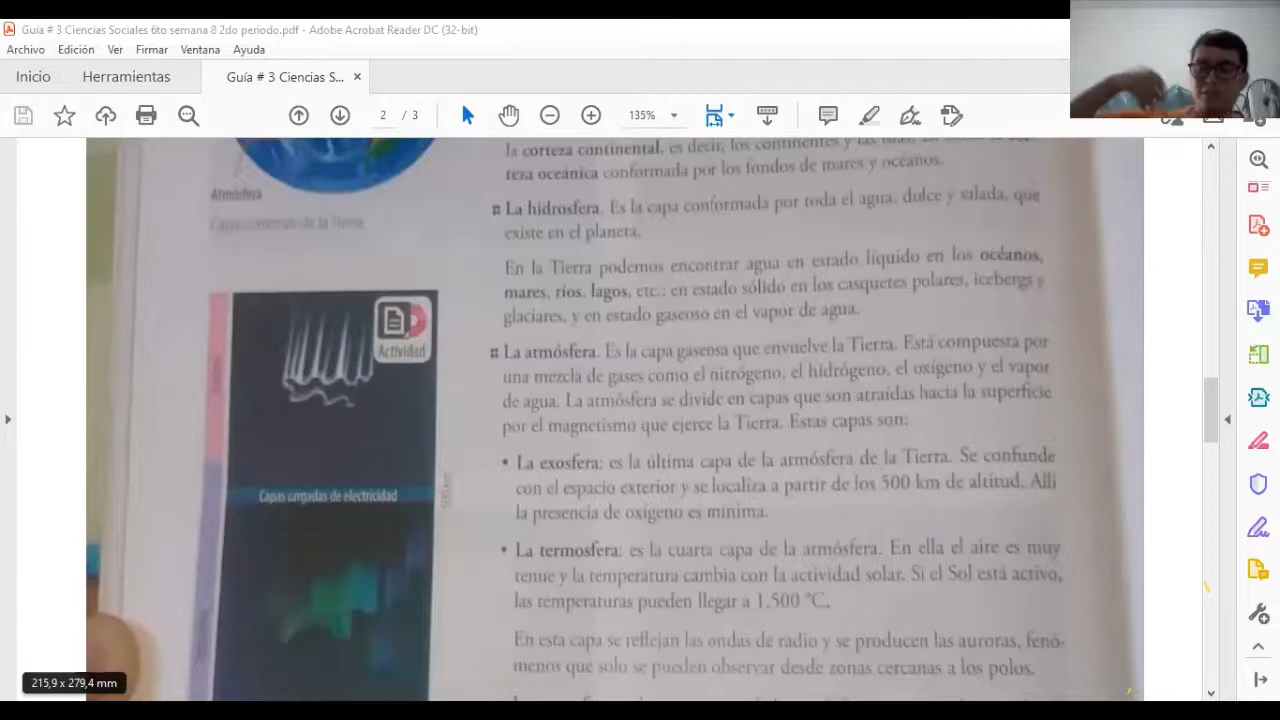 Guía # 3 Ciencias Sociales 6to semana 8 2do periodo.pdf - Adobe Acrobat Reader DC (32-bit)
Archivo Edición Ver Firmar Ventana Ayuda
Inicio Herramientas Guía # 3 Ciencias S... ×
2 / 3 135%
la corteza continental, es decir, los continentes y las
teza oceánica conformada por los fondos de mares y océanos.
Atmósfera
La hidrosfera. Es la capa conformada por toda el agua, dulce y salada, que
existe en el planeta.
En la Tierra podemos encontrar agua en estado líquido en los océanos,
mares, ríos, lagos, etc.; en estado sólido en los casquetes polares, icebergs y
glaciares, y en estado gaseoso en el vapor de agua.
Actividad
La atmósfera. Es la capa gaseosa que envuelve la Tierra. Está compuesta por
una mezcla de gases como el nitrógeno, el hidrógeno, el oxígeno y el vapor
de agua. La atmósfera se divide en capas que son atraídas hacia la superficie
por el magnetismo que ejerce la Tierra. Estas capas son:
• La exosfera: es la última capa de la atmósfera de la Tierra. Se confunde
con el espacio exterior y se localiza a partir de los 500 km de altitud. Allí
la presencia de oxígeno es mínima.
Capas cargadas de electricidad
500 km
• La termosfera: es la cuarta capa de la atmósfera. En ella el aire es muy
tenue y la temperatura cambia con la actividad solar. Si el Sol está activo,
las temperaturas pueden llegar a 1.500 °C.
En esta capa se reflejan las ondas de radio y se producen las auroras, fenó-
menos que solo se pueden observar desde zonas cercanas a los polos.
215,9 x 279,4 mm